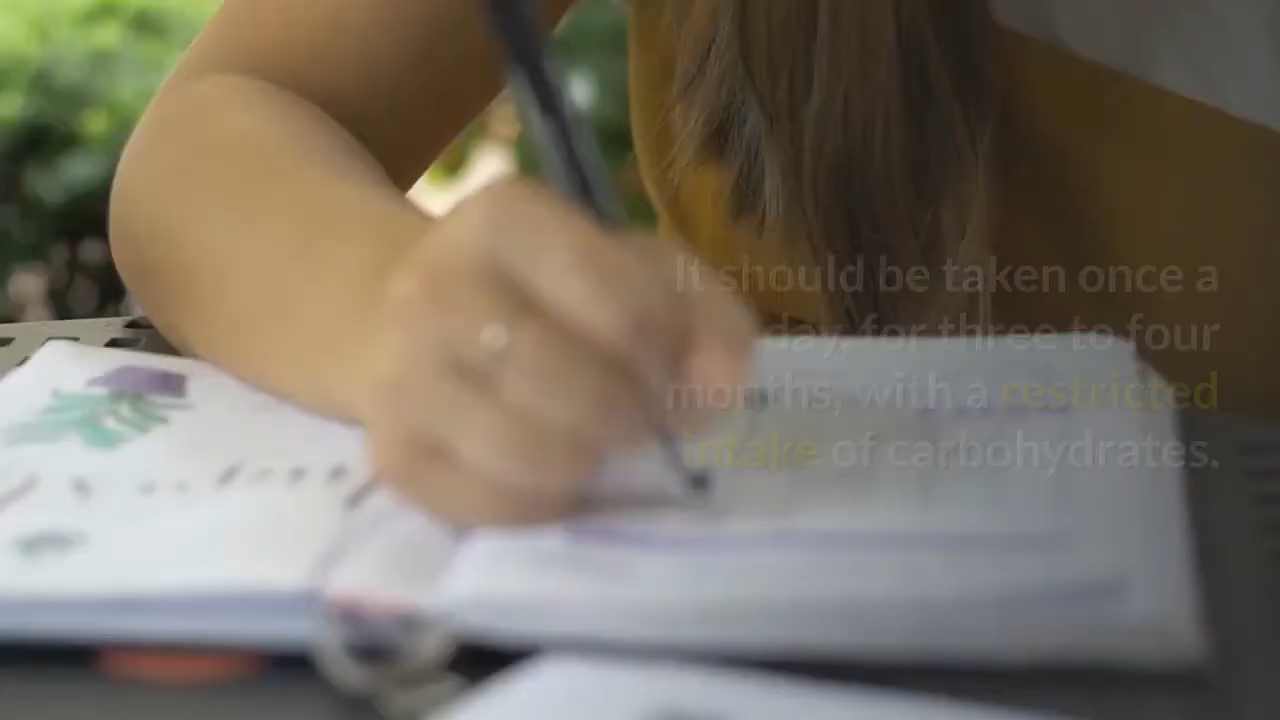 It should be taken once a
day, for three to four
months, with a restricted
intake of carbohydrates.